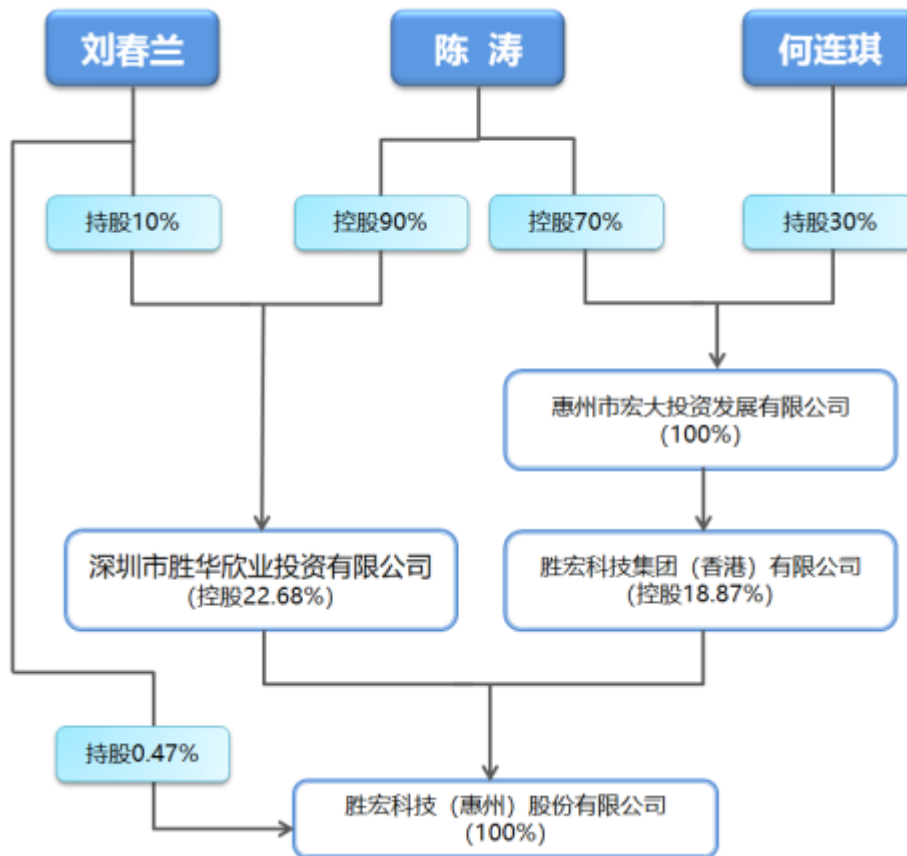 刘春兰
陈 涛
何连琪
持股10%
控股90%
控股70%
持股30%
惠州市宏大投资发展有限公司
(100%)
深圳市胜华欣业投资有限公司
(控股22.68%)
胜宏科技集团（香港）有限公司
(控股18.87%)
持股0.47%
胜宏科技（惠州）股份有限公司
(100%)